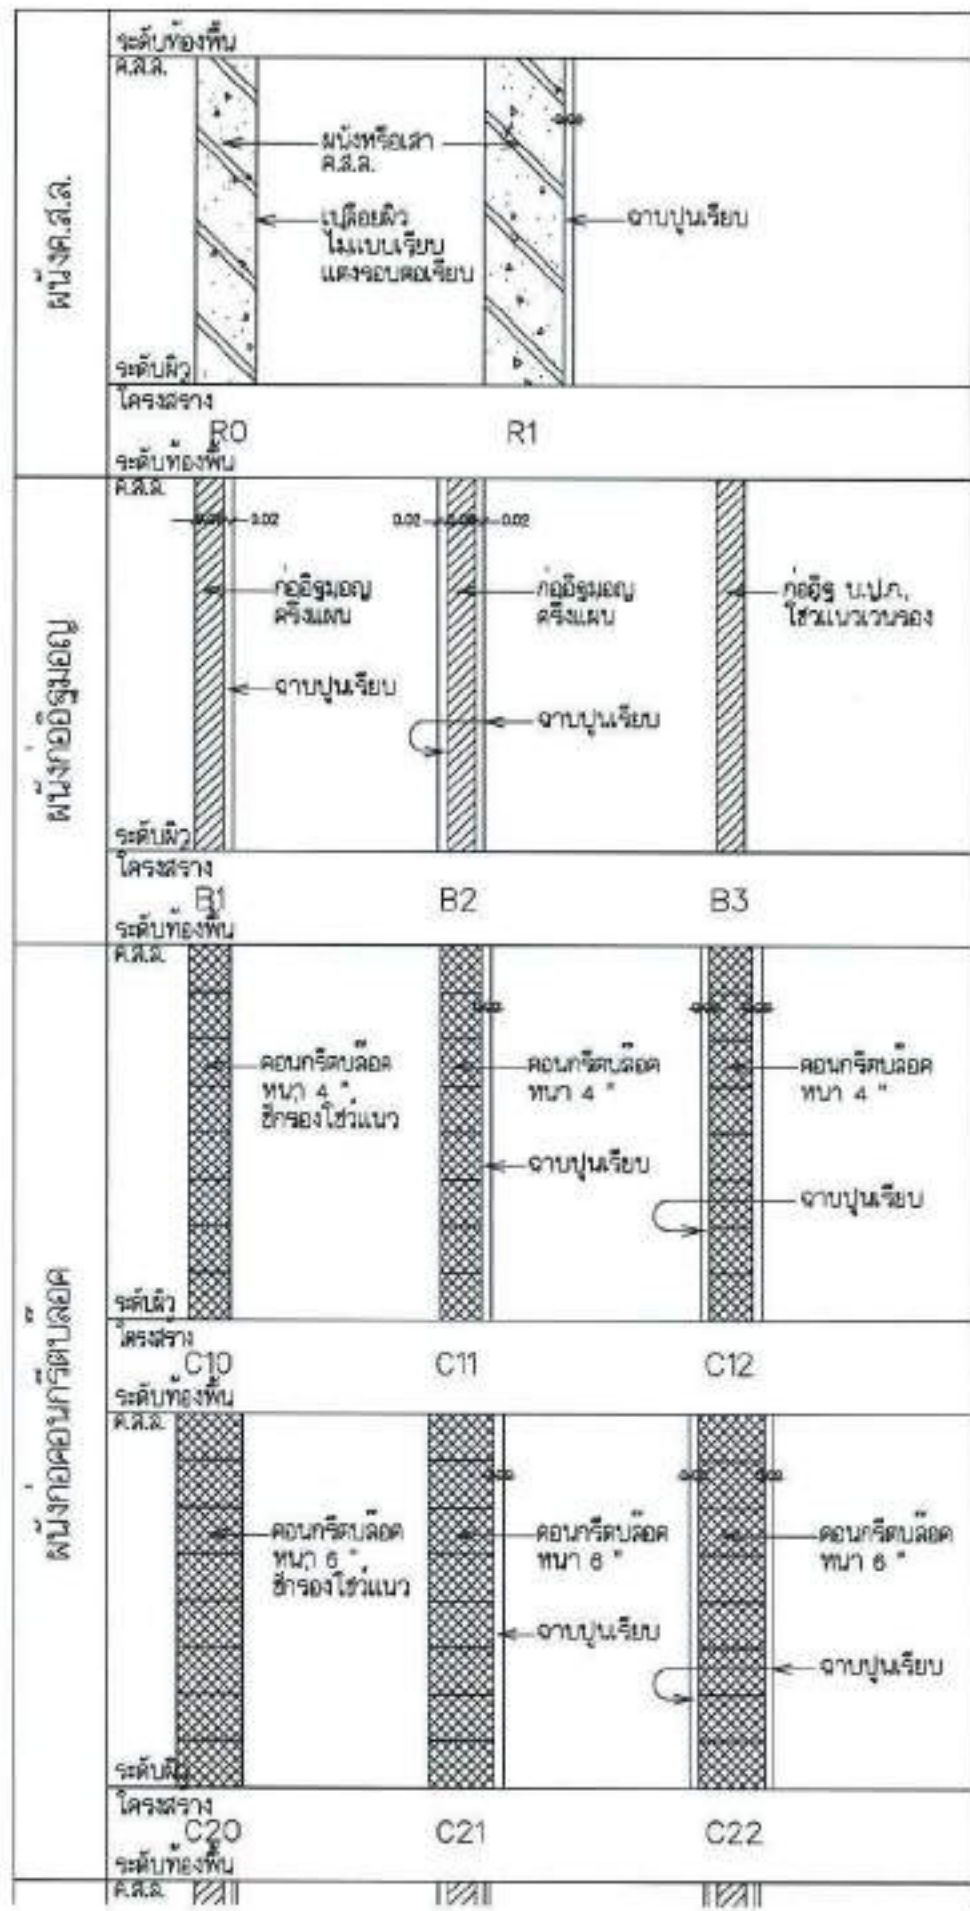 ผนังค.ส.ล.
ระดับท้องพื้น
ค.ส.ล.
ผนังหรือเสา
ค.ส.ล.
เปลือยผิว
ไม้แบบเรียบ
แต่งรอบต่อเรียบ
ฉาบปูนเรียบ
ระดับผิว
โครงสร้าง
R0
R1
ผนังก่ออิฐมอญ
ระดับท้องพื้น
ค.ส.ล.
0.02
0.02
0.02
ก่ออิฐมอญ
ครึ่งแผ่น
ก่ออิฐมอญ
ครึ่งแผ่น
ก่ออิฐ บ.ป.ก.
โชว์แนวเว้นร่อง
ฉาบปูนเรียบ
ฉาบปูนเรียบ
ระดับผิว
โครงสร้าง
B1
B2
B3
ผนังก่อคอนกรีตบล๊อค
ระดับท้องพื้น
ค.ส.ล.
คอนกรีตบล๊อค
หนา 4 "
ซักร่องโชว์แนว
คอนกรีตบล๊อค
หนา 4 "
คอนกรีตบล๊อค
หนา 4 "
ฉาบปูนเรียบ
ฉาบปูนเรียบ
ระดับผิว
โครงสร้าง
C10
C11
C12
ระดับท้องพื้น
ค.ส.ล.
คอนกรีตบล๊อค
หนา 6 "
ซักร่องโชว์แนว
คอนกรีตบล๊อค
หนา 6 "
คอนกรีตบล๊อค
หนา 6 "
ฉาบปูนเรียบ
ฉาบปูนเรียบ
ระดับผิว
โครงสร้าง
C20
C21
C22
ระดับท้องพื้น
ค.ส.ล.